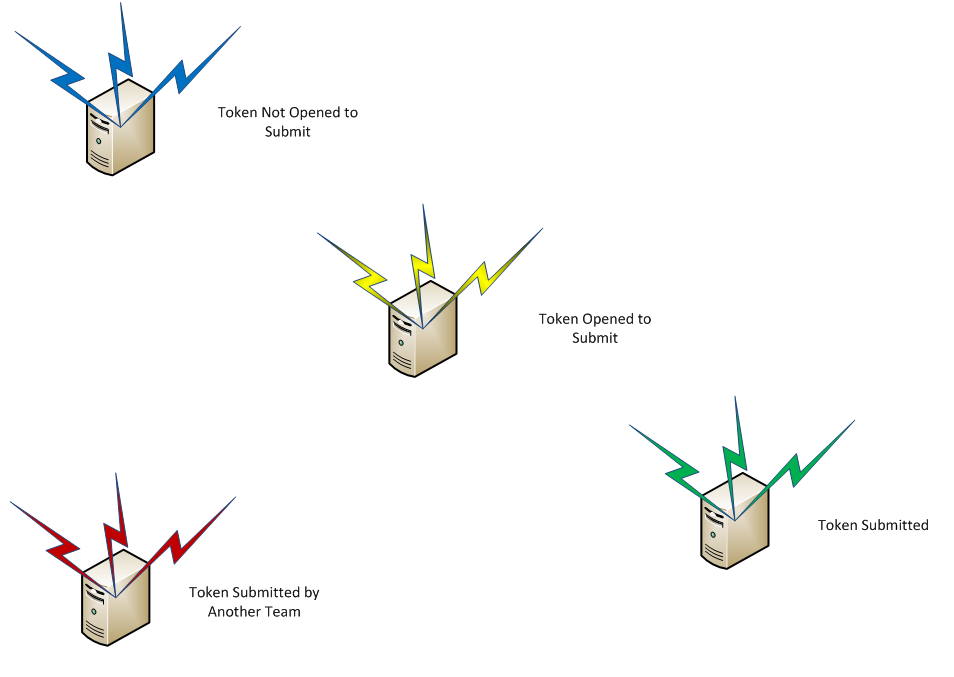 Token Not Opened to
Submit
Token Opened to
Submit
Token Submitted
Token Submitted by
Another Team